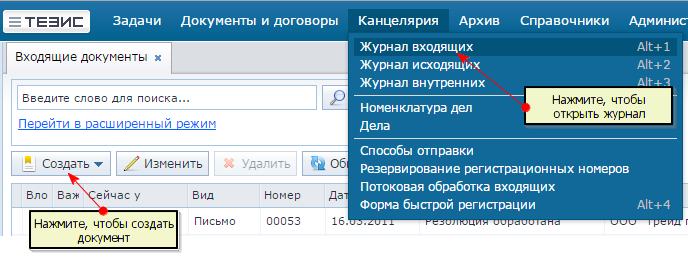 ТЕЗИС Задачи Документы и договоры Канцелярия Архив Справочники Админис
Входящие документы ×
Журнал входящих Alt+1
Журнал исходящих Alt+2
Журнал внутренних Alt+3
Номенклатура дел
Дела
Способы отправки
Резервирование регистрационных номеров
Потоковая обработка входящих
Форма быстрой регистрации Alt+4
Нажмите, чтобы
открыть журнал
Введите слово для поиска...
Перейти в расширенный режим
Создать Изменить Удалить Об
Вло Важ Сейчас у Вид Номер Дат
Письмо 00053 16.03.2011 Резолюция обработана ООО "Трейд
Нажмите, чтобы создать
документ